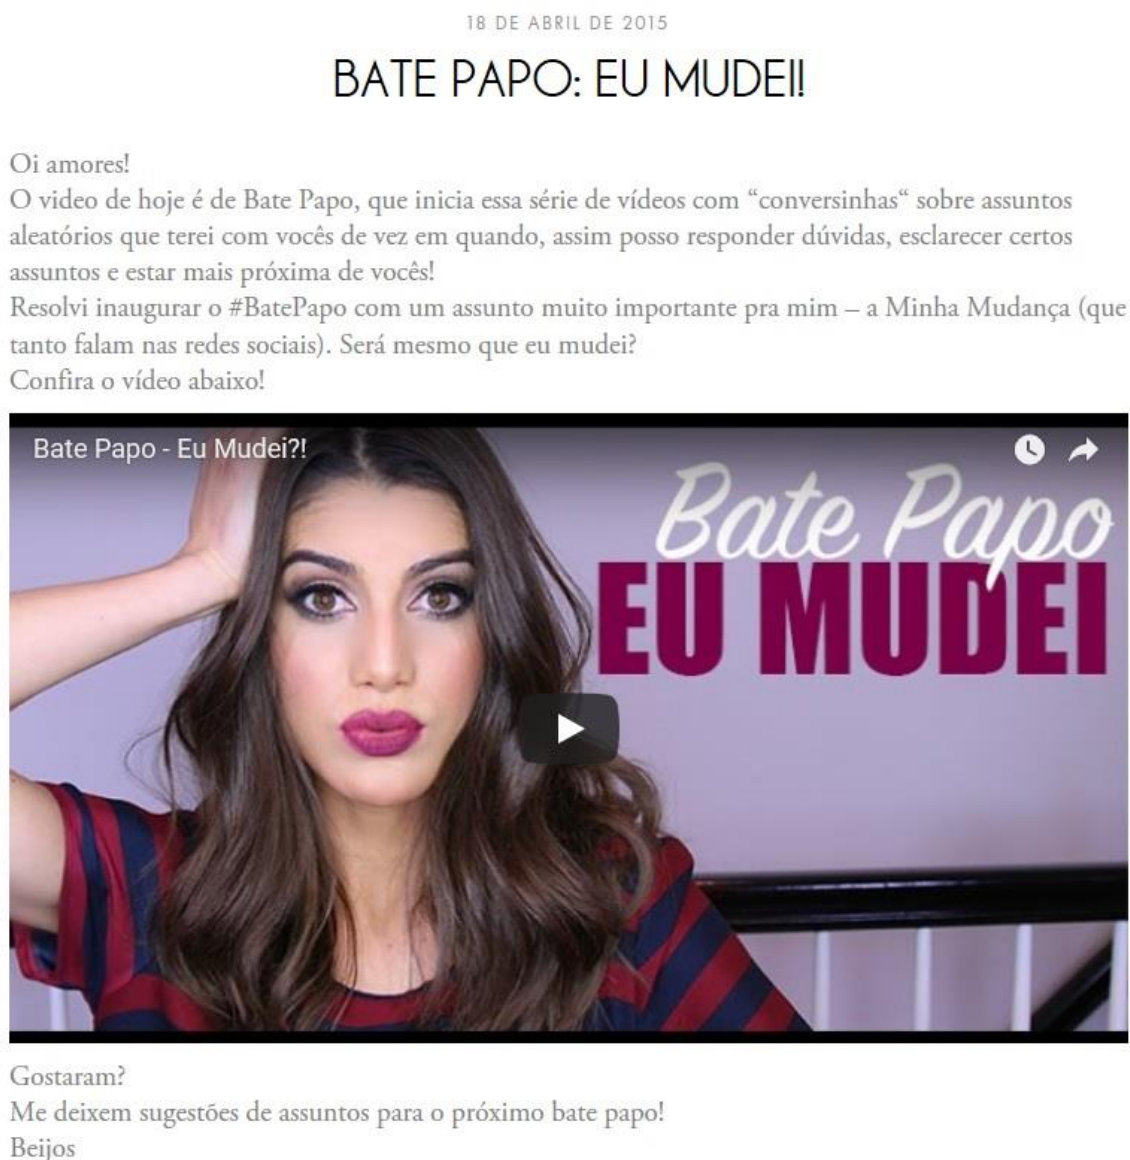 18 DE ABRIL DE 2015
BATE PAPO: EU MUDEI!
Oi amores!
O video de hoje é de Bate Papo, que inicia essa série de vídeos com “conversinhas“ sobre assuntos
aleatórios que terei com vocês de vez em quando, assim posso responder dúvidas, esclarecer certos
assuntos e estar mais próxima de vocês!
Resolvi inaugurar o #BatePapo com um assunto muito importante pra mim – a Minha Mudança (que
tanto falam nas redes sociais). Será mesmo que eu mudei?
Confira o vídeo abaixo!
Bate Papo - Eu Mudei?!
Bate Papo
EU MUDEI
Gostaram?
Me deixem sugestões de assuntos para o próximo bate papo!
Beijos